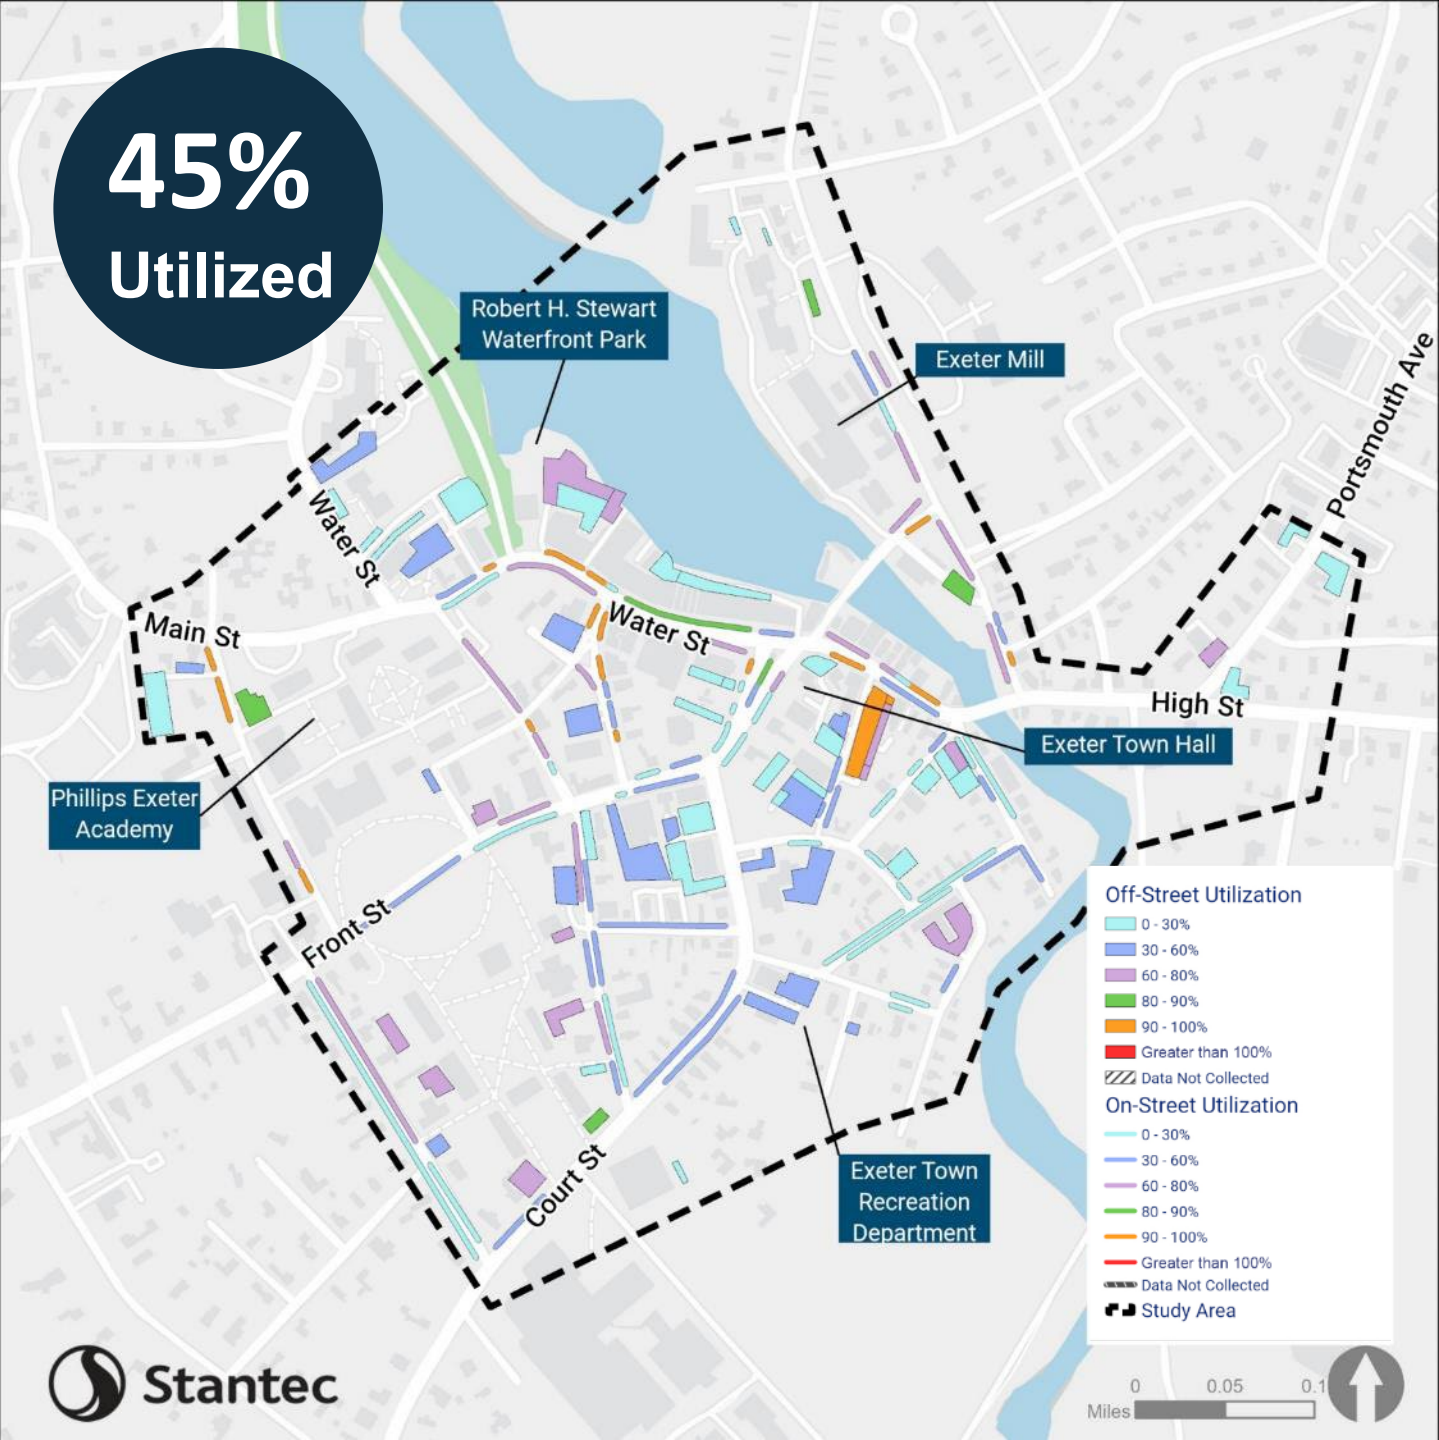 45%
Utilized
Robert H. Stewart
Waterfront Park
Exeter Mill
Portsmouth Ave
Water St
Main St
Water St
High St
Exeter Town Hall
Phillips Exeter
Academy
Front St
Court St
Exeter Town
Recreation
Department
Off-Street Utilization
0 - 30%
30 - 60%
60 - 80%
80 - 90%
90 - 100%
Greater than 100%
Data Not Collected
On-Street Utilization
0 - 30%
30 - 60%
60 - 80%
80 - 90%
90 - 100%
Greater than 100%
Data Not Collected
Study Area
Stantec
0 0.05 0.1
Miles